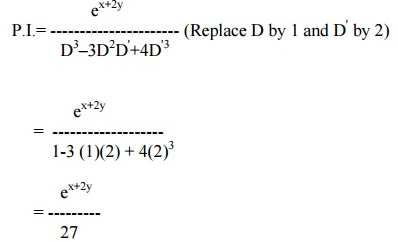 e^{x+2y}
P.I.= ---------------------- (Replace D by 1 and D' by 2)
D³–3D²D'+4D'³
e^{x+2y}
= -------------------
1-3 (1)(2) + 4(2)³
e^{x+2y}
= ---------
27